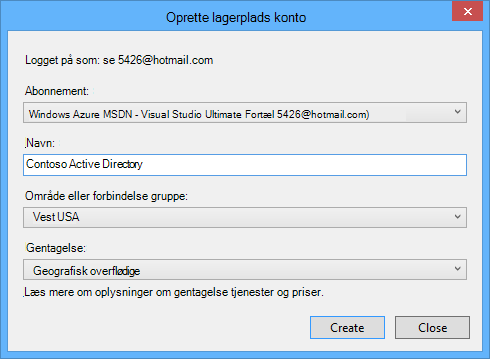 Oprette lagerplads konto
Logget på som: se 5426@hotmail.com
Abonnement:
Windows Azure MSDN - Visual Studio Ultimate Fortæl 5426@hotmail.com)
Navn:
Contoso Active Directory
Område eller forbindelse gruppe:
Vest USA
Gentagelse:
Geografisk overflødige
Læs mere om oplysninger om gentagelse tjenester og priser.
Create Close